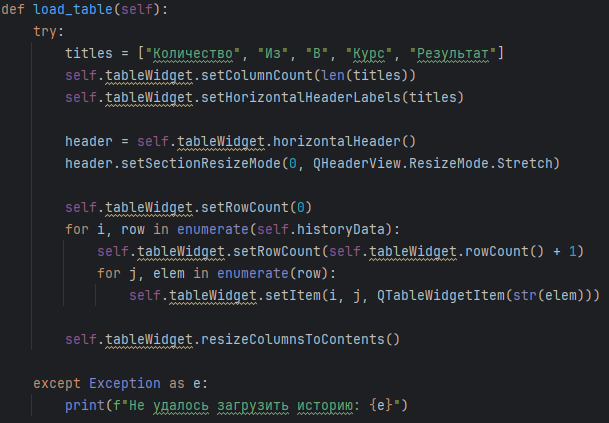 def load_table(self):
    try:
        titles = ["Количество", "Из", "В", "Курс", "Результат"]
        self.tableWidget.setColumnCount(len(titles))
        self.tableWidget.setHorizontalHeaderLabels(titles)

        header = self.tableWidget.horizontalHeader()
        header.setSectionResizeMode(0, QHeaderView.ResizeMode.Stretch)

        self.tableWidget.setRowCount(0)
        for i, row in enumerate(self.historyData):
            self.tableWidget.setRowCount(self.tableWidget.rowCount() + 1)
            for j, elem in enumerate(row):
                self.tableWidget.setItem(i, j, QTableWidgetItem(str(elem)))

        self.tableWidget.resizeColumnsToContents()

    except Exception as e:
        print(f"Не удалось загрузить историю: {e}")